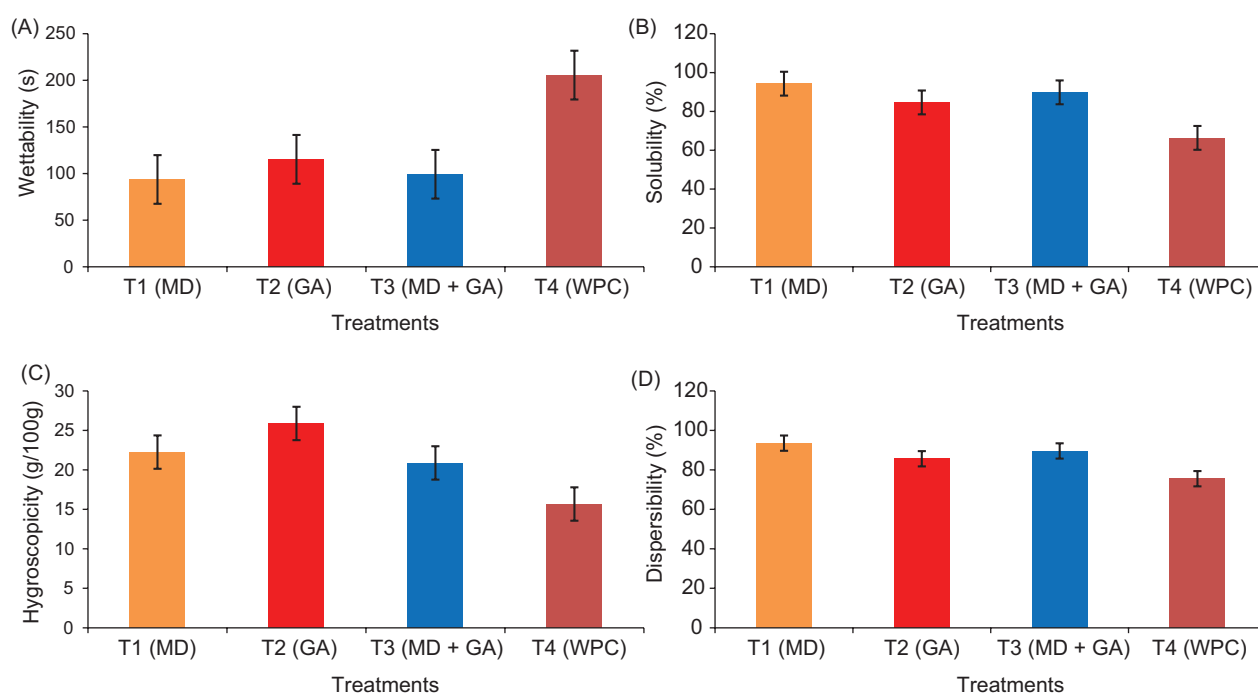 (A)
Wettability (s)
250
200
150
100
50
0
T1 (MD) T2 (GA) T3 (MD + GA) T4 (WPC)
Treatments
(B)
Solubility (%)
120
100
80
60
40
20
0
T1 (MD) T2 (GA) T3 (MD + GA) T4 (WPC)
Treatments
(C)
Hygroscopicity (g/100g)
30
25
20
15
10
5
0
T1 (MD) T2 (GA) T3 (MD + GA) T4 (WPC)
Treatments
(D)
Dispersibility (%)
120
100
80
60
40
20
0
T1 (MD) T2 (GA) T3 (MD + GA) T4 (WPC)
Treatments